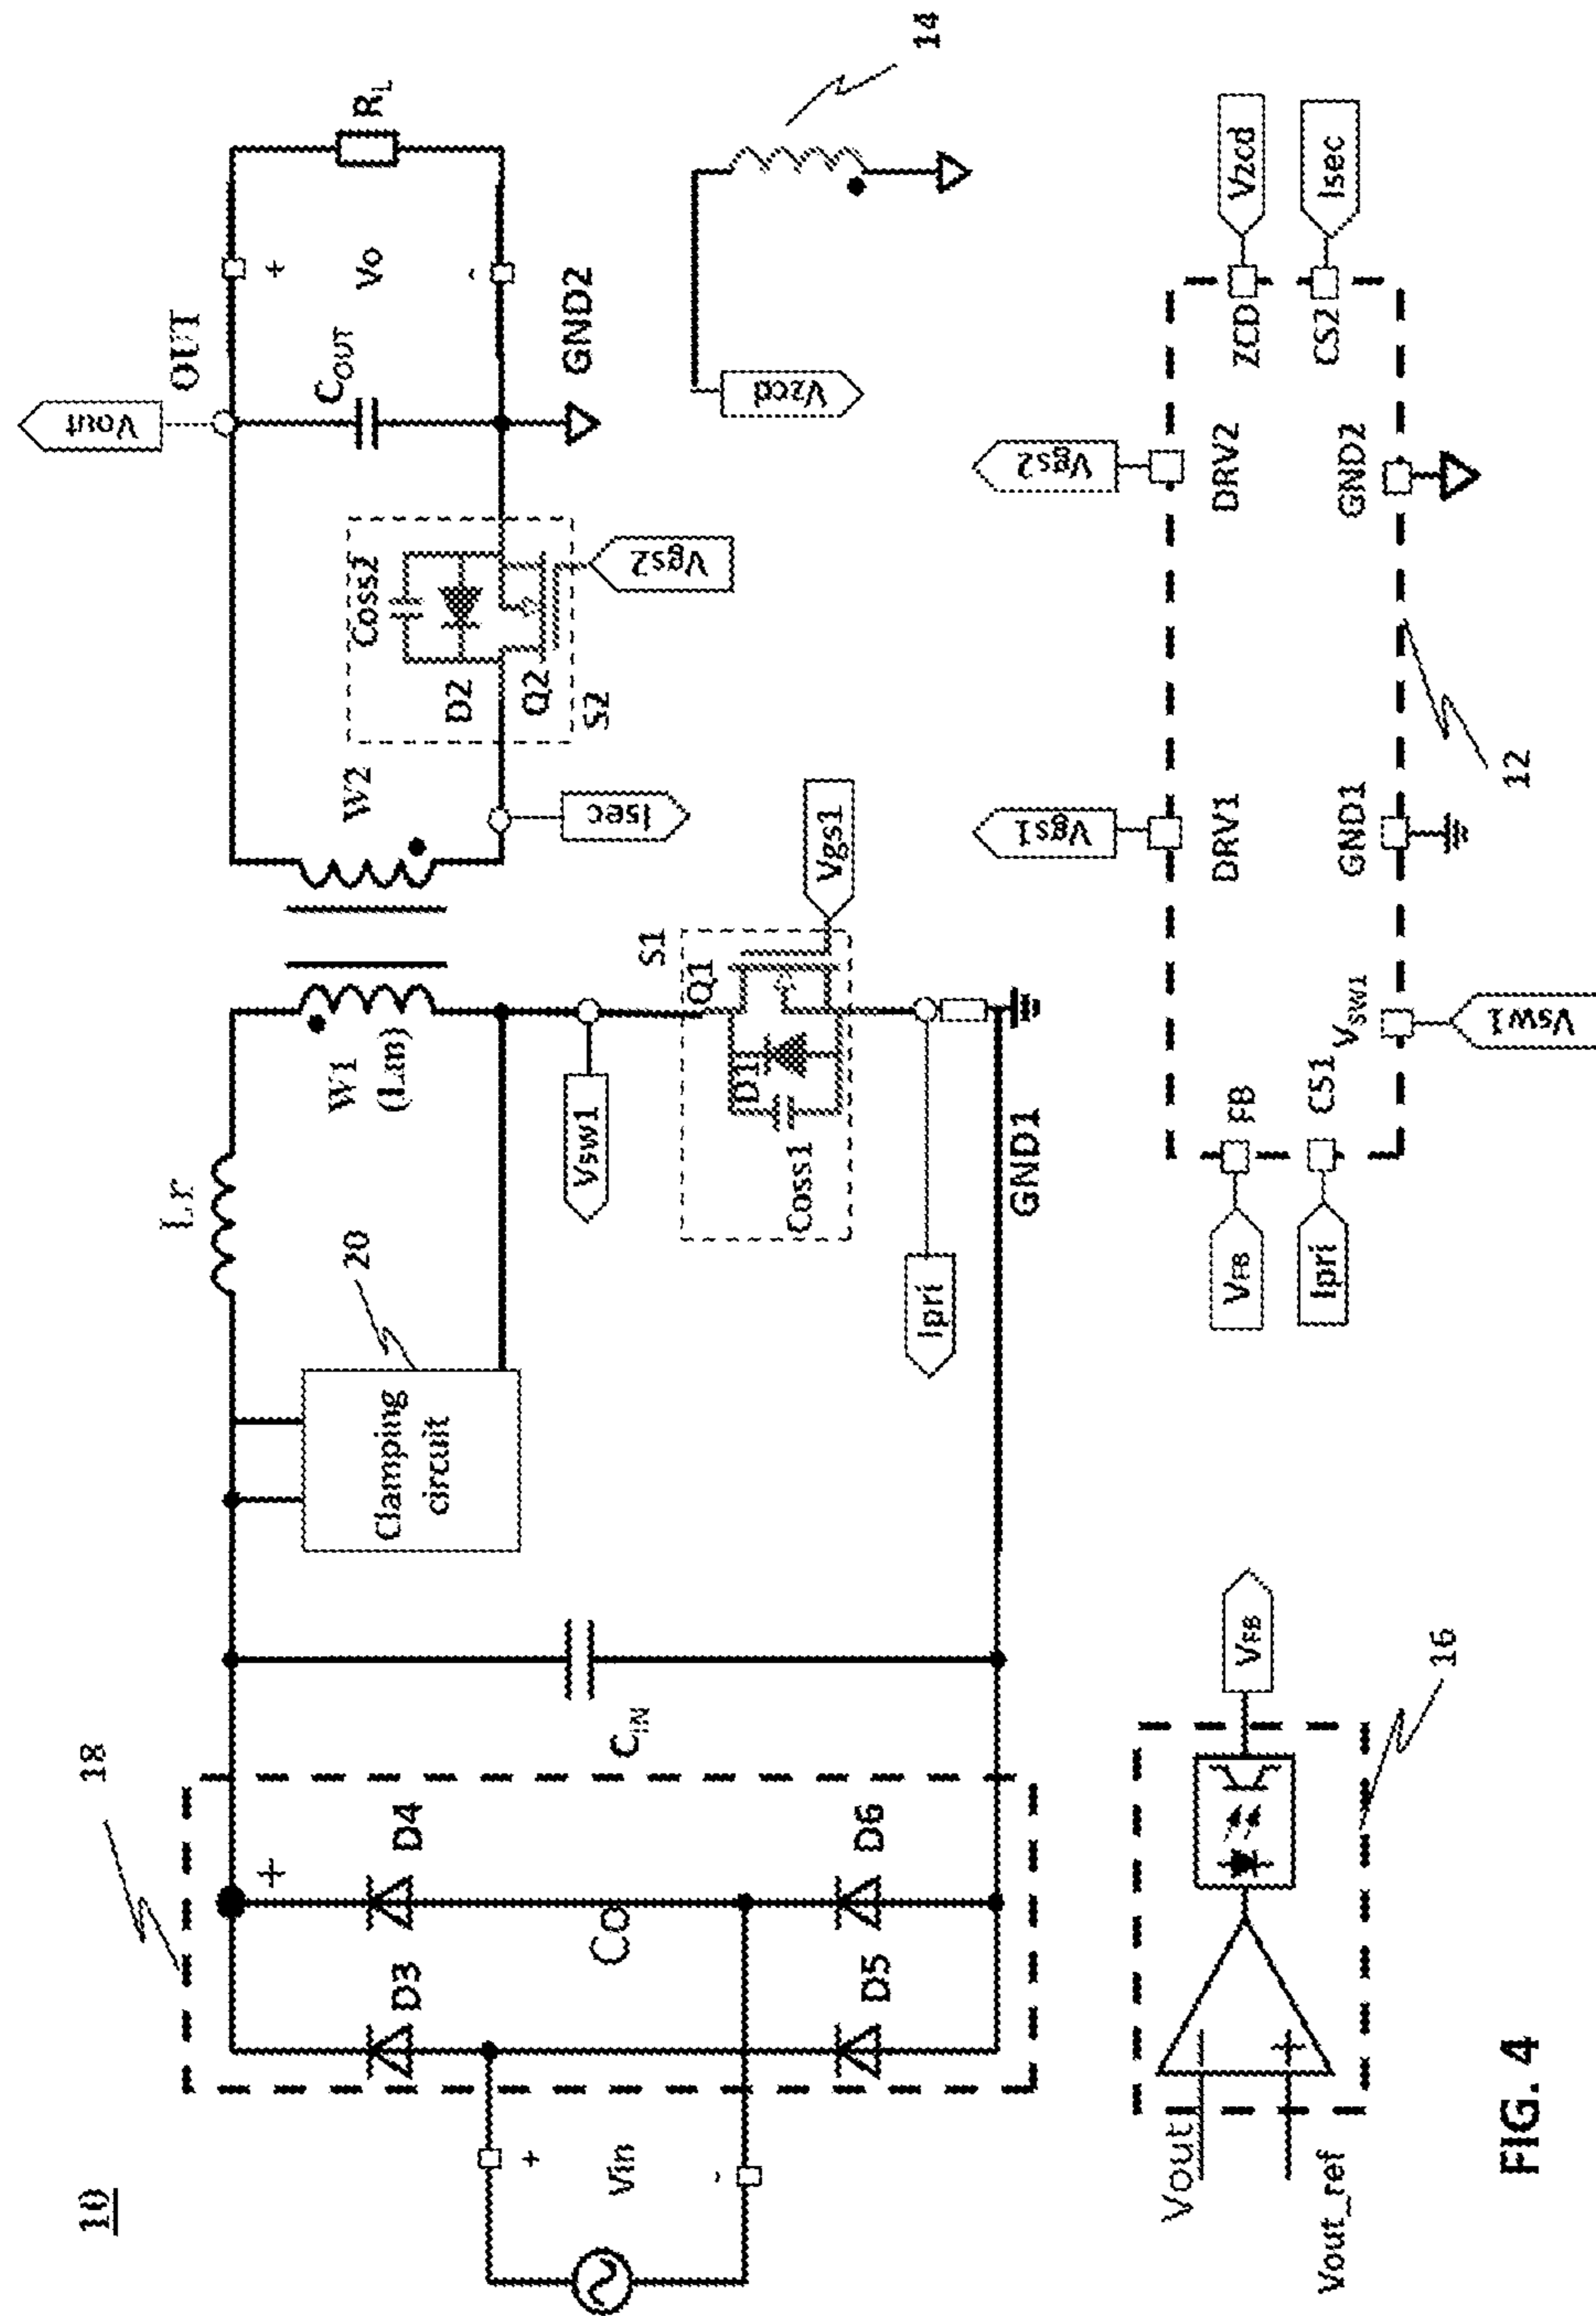 10
18
Vin
+
-
D3
D4
Co
D5
D6
+
C_IN
Clamping
circuit
20
Lr
W1
(Lm)
W2
Vsw1
S1
Q1
D1
Coss1
Vgs1
Ipri
GND1
Isec
Coss2
D2
Q2
S2
Vgs2
Vout
OUT
C_OUT
+
Vo
-
R_L
GND2
Vzcd
14
Vout
Vout_ref
-
+
V_FB
16
V_FB
FB
Ipri
CS1
V_SW1
Vsw1
Vgs1
DRV1
GND1
Vgs2
DRV2
GND2
ZCD
Vzcd
CS2
Isec
12
FIG. 4